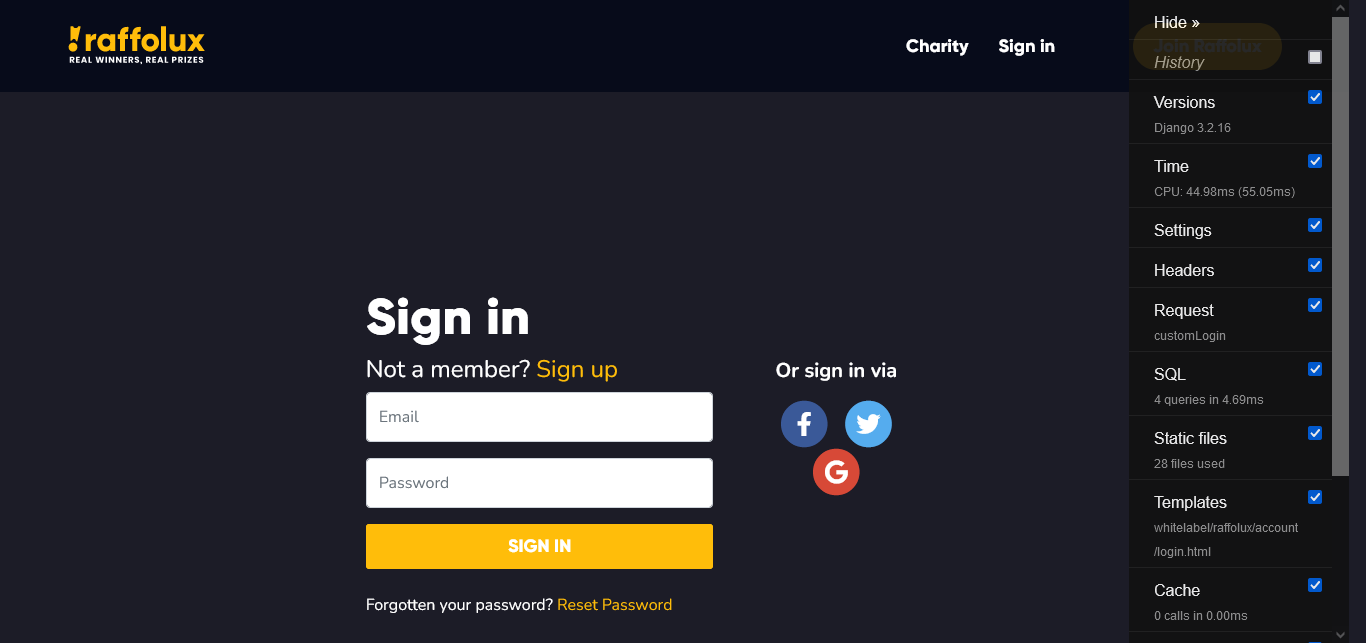 raffolux
REAL WINNERS, REAL PRIZES
Charity
Sign in
Join Raffolux
Hide »
History
Versions
Django 3.2.16
Time
CPU: 44.98ms (55.05ms)
Settings
Headers
Request
customLogin
SQL
4 queries in 4.69ms
Static files
28 files used
Templates
whitelabel/raffolux/account
/login.html
Cache
0 calls in 0.00ms
Sign in
Not a member? Sign up
Email
Password
SIGN IN
Forgotten your password? Reset Password
Or sign in via